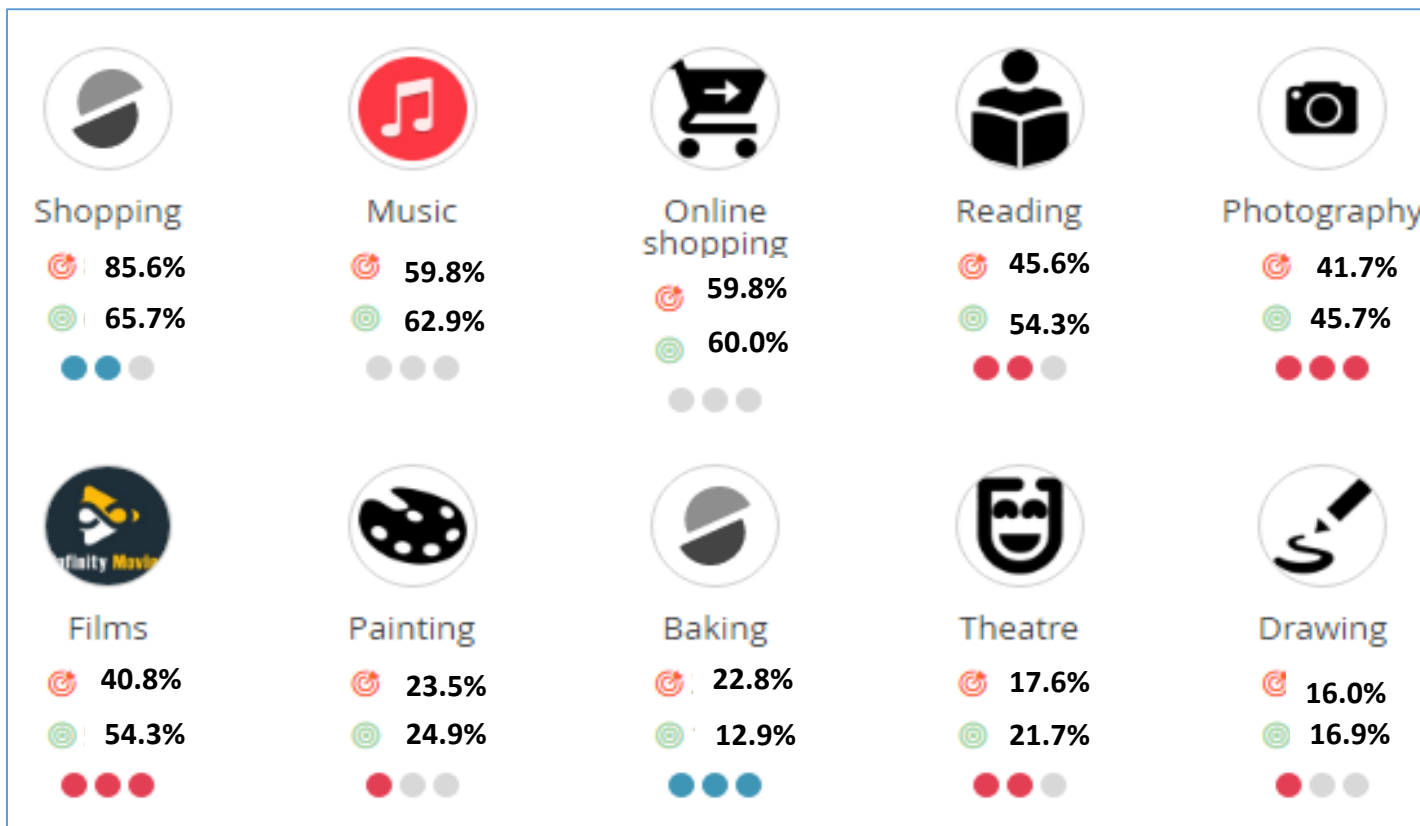 Shopping
85.6%
65.7%
Music
59.8%
62.9%
Online
shopping
59.8%
60.0%
Reading
45.6%
54.3%
Photography
41.7%
45.7%
nfinity Movie
Films
40.8%
54.3%
Painting
23.5%
24.9%
Baking
22.8%
12.9%
Theatre
17.6%
21.7%
Drawing
16.0%
16.9%